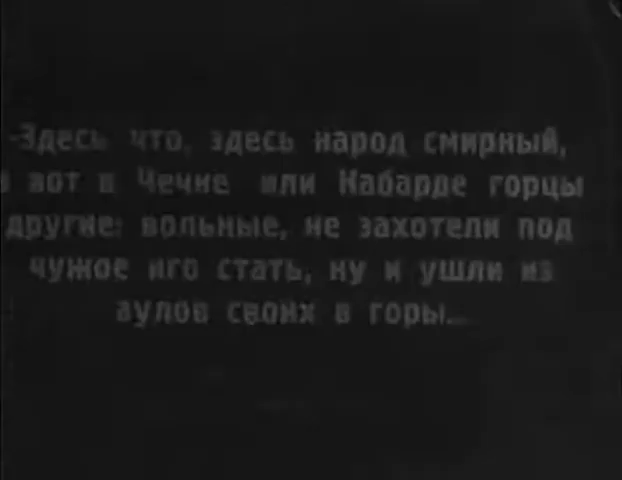 -Здесь что, здесь народ смирный,
а вот в Чечне или Кабарде горцы
другие: вольные, не захотели под
чужое иго стать, ну и ушли из
аулов своих в горы...